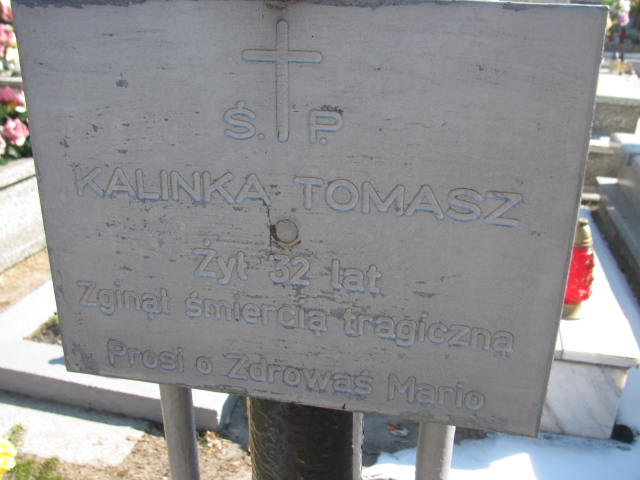 Ś. P.
KALINKA TOMASZ
Żył 32 lat
Zginął śmiercią tragiczną
Prosi o Zdrowaś Mario